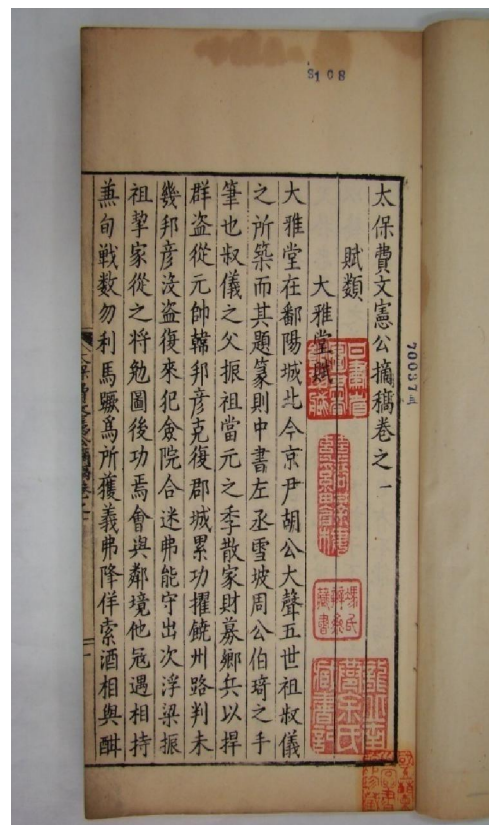 S108
70037
太保費文憲公摘稿卷之一
賦類
大雅堂賦
大雅堂在鄱陽城北今京尹胡公大聲五世祖叔儀
之所築而其題篆則中書左丞雪坡周公伯琦之手
筆也叔儀之父振祖當元之季散家財募鄉兵以捍
群盜從元帥韓邦彥克復郡城累功擢饒州路判未
幾邦彥沒盜復來犯僉院合迷弗能守出次浮梁振
祖挈家從之將勉圖後功焉會與鄰境他冦遇相持
兼旬戰數勿利馬蹶爲所獲義弗降佯索酒相與酣